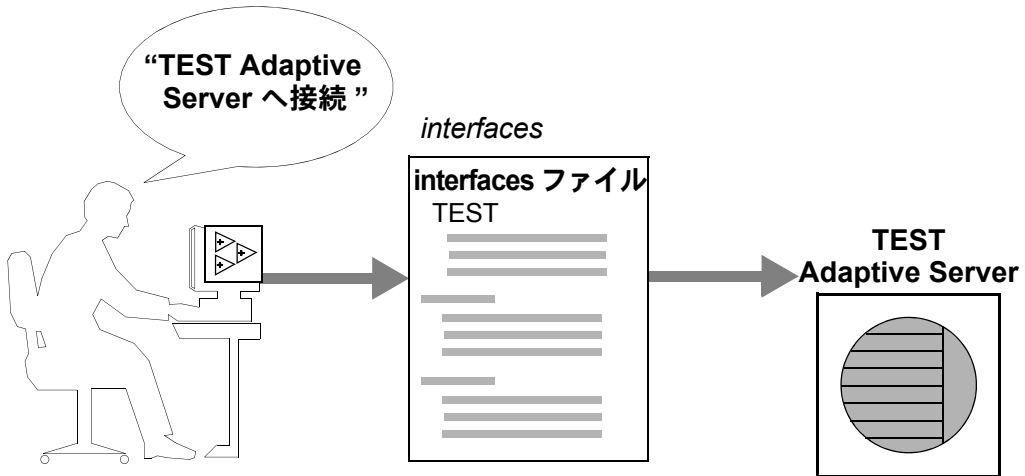 “TEST Adaptive
Server へ接続 ”
interfaces
interfaces ファイル
TEST
TEST
Adaptive Server